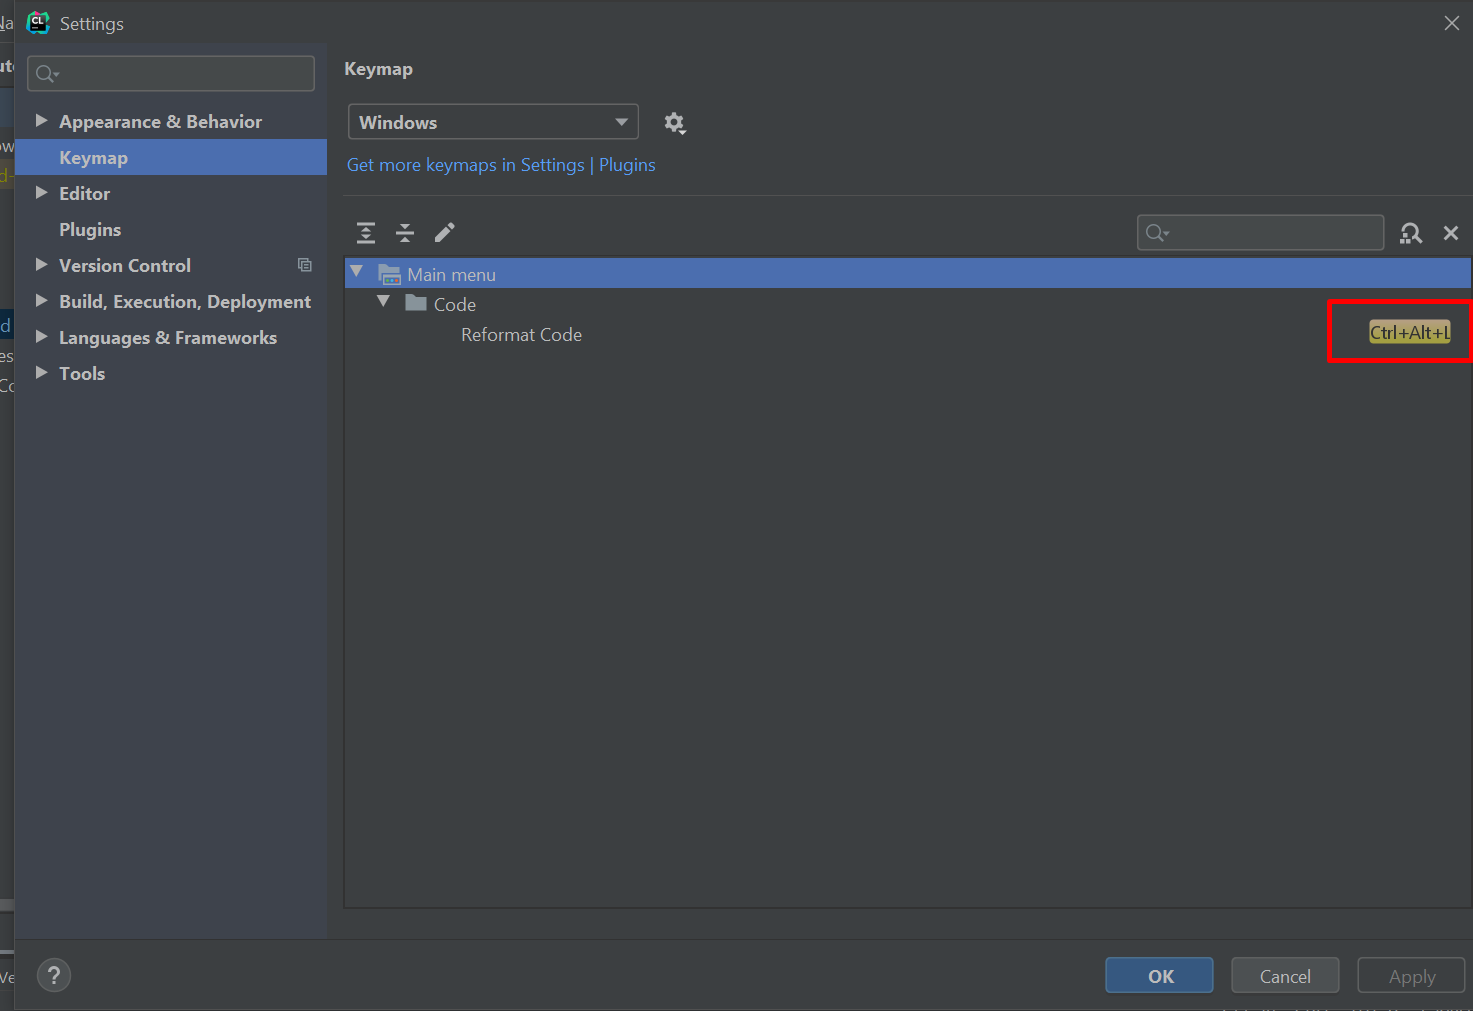 Settings
Keymap
Appearance & Behavior
Windows
Keymap
Get more keymaps in Settings | Plugins
Editor
Plugins
Version Control
Build, Execution, Deployment
Main menu
Code
Languages & Frameworks
Reformat Code
Ctrl+Alt+L
Tools
?
OK
Cancel
Apply